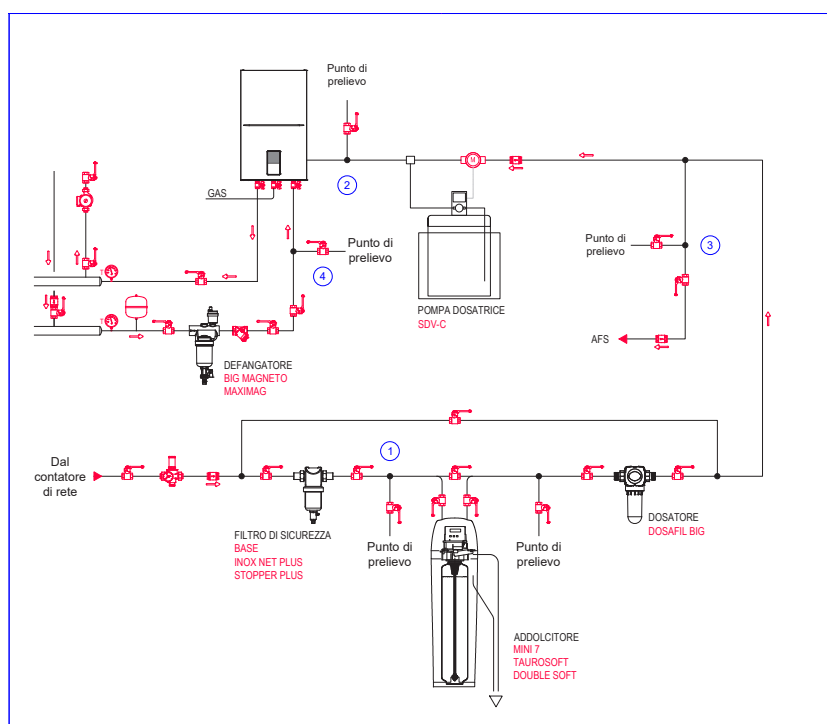 Punto di
prelievo
M
2
GAS
Punto di
prelievo
3
T
Punto di
prelievo
4
POMPA DOSATRICE
SDV-C
AFS
T
DEFANGATORE
BIG MAGNETO
MAXIMAG
1
Dal
contatore
di rete
FILTRO DI SICUREZZA
BASE
INOX NET PLUS
STOPPER PLUS
Punto di
prelievo
Punto di
prelievo
DOSATORE
DOSAFIL BIG
ADDOLCITORE
MINI 7
TAUROSOFT
DOUBLE SOFT